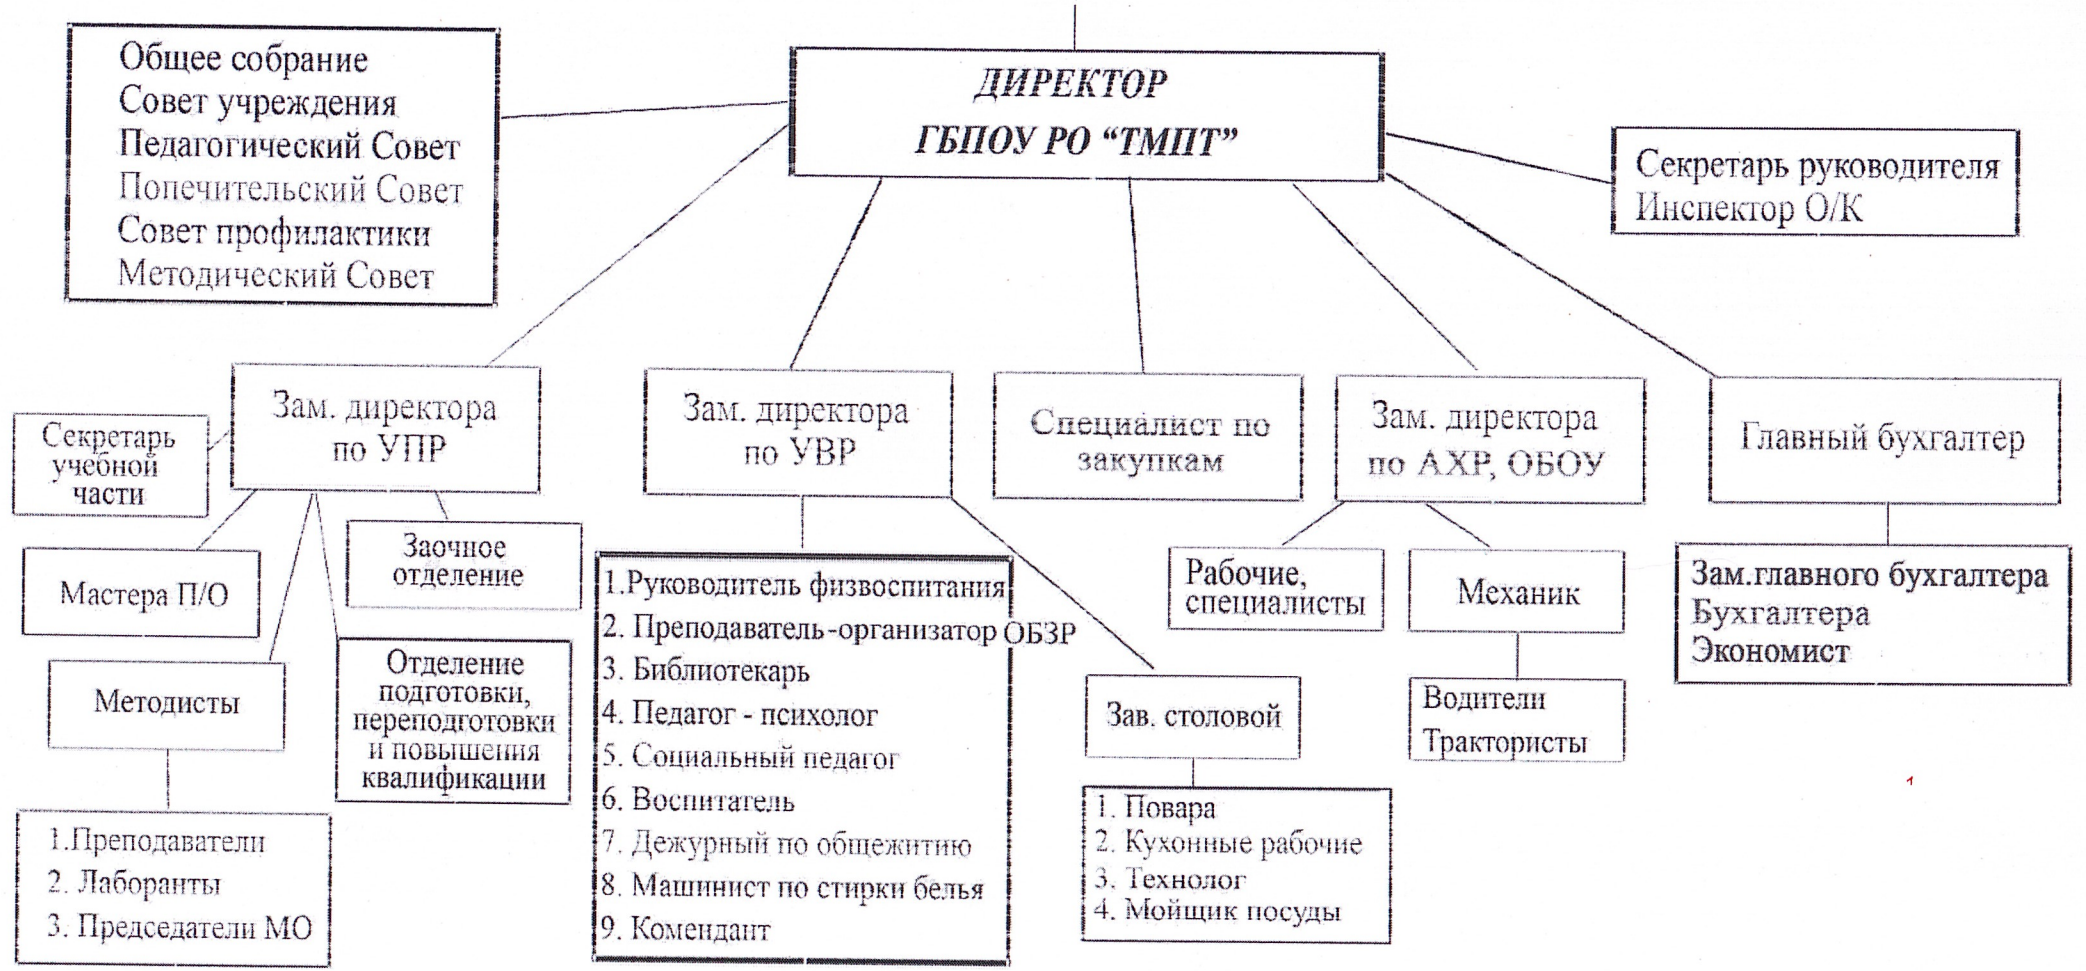 Общее собрание
Совет учреждения
Педагогический Совет
Попечительский Совет
Совет профилактики
Методический Совет
ДИРЕКТОР
ГБПОУ РО “ТМПТ”
Секретарь руководителя
Инспектор О/К
Секретарь
учебной
части
Зам. директора
по УПР
Зам. директора
по УВР
Специалист по
закупкам
Зам. директора
по АХР, ОБОУ
Главный бухгалтер
Мастера П/О
Заочное
отделение
Методисты
Отделение
подготовки,
переподготовки
и повышения
квалификации
1.Преподаватели
2. Лаборанты
3. Председатели МО
1.Руководитель физвоспитания
2. Преподаватель-организатор ОБЗР
3. Библиотекарь
4. Педагог - психолог
5. Социальный педагог
6. Воспитатель
7. Дежурный по общежитию
8. Машинист по стирки белья
9. Комендант
Зав. столовой
1. Повара
2. Кухонные рабочие
3. Технолог
4. Мойщик посуды
Рабочие,
специалисты
Механик
Водители
Трактористы
Зам.главного бухгалтера
Бухгалтера
Экономист
1